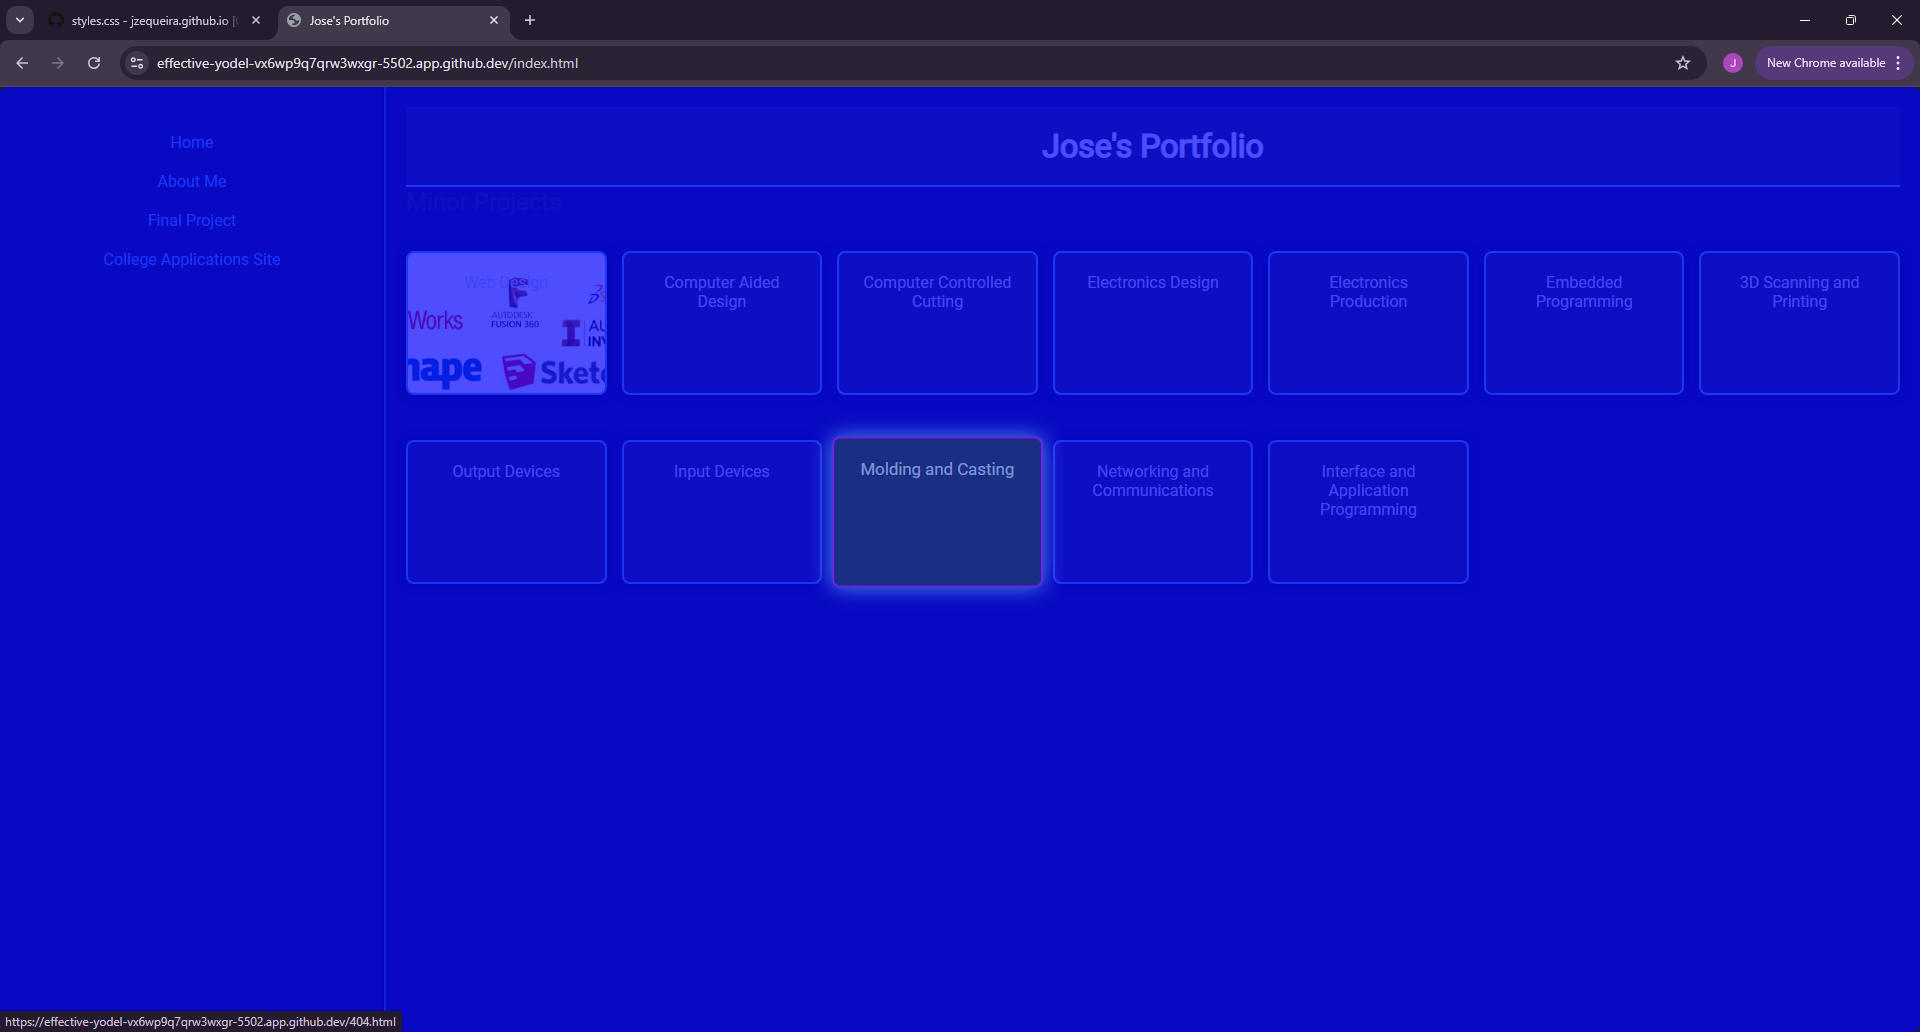 styles.css - jzequeira.github.io [
Jose's Portfolio
effective-yodel-vx6wp9q7qrw3wxgr-5502.app.github.dev/index.html
J
New Chrome available
Home
About Me
Final Project
College Applications Site
Jose's Portfolio
Minor Projects
Web Design
Works
F
AUTODESK
FUSION 360
I AU
INV
hape
Sketc
Computer Aided
Design
Computer Controlled
Cutting
Electronics Design
Electronics
Production
Embedded
Programming
3D Scanning and
Printing
Output Devices
Input Devices
Molding and Casting
Networking and
Communications
Interface and
Application
Programming
https://effective-yodel-vx6wp9q7qrw3wxgr-5502.app.github.dev/404.html